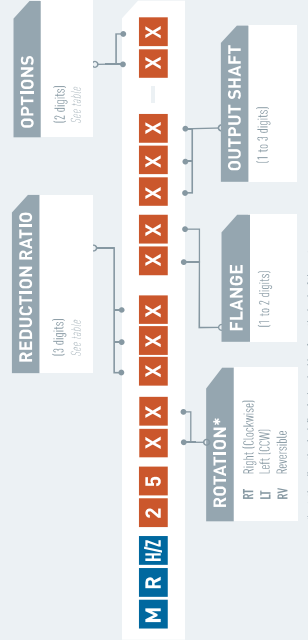 REDUCTION RATIO
(3 digits)
See table
OPTIONS
(2 digits)
See table
M R H/Z 2 5 X X X X X X X X X X – X X
ROTATION*
RT Right (Clockwise)
LT Left (CCW)
RV Reversible
FLANGE
(1 to 2 digits)
OUTPUT SHAFT
(1 to 3 digits)